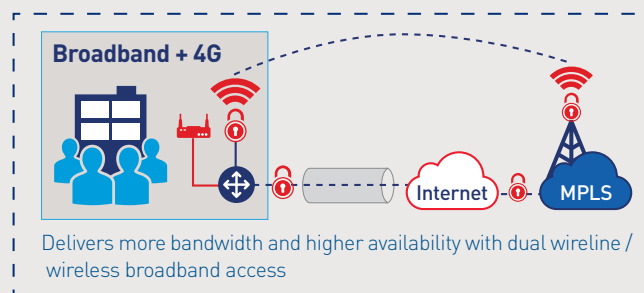 Broadband + 4G
Internet
MPLS
Delivers more bandwidth and higher availability with dual wireline /
wireless broadband access